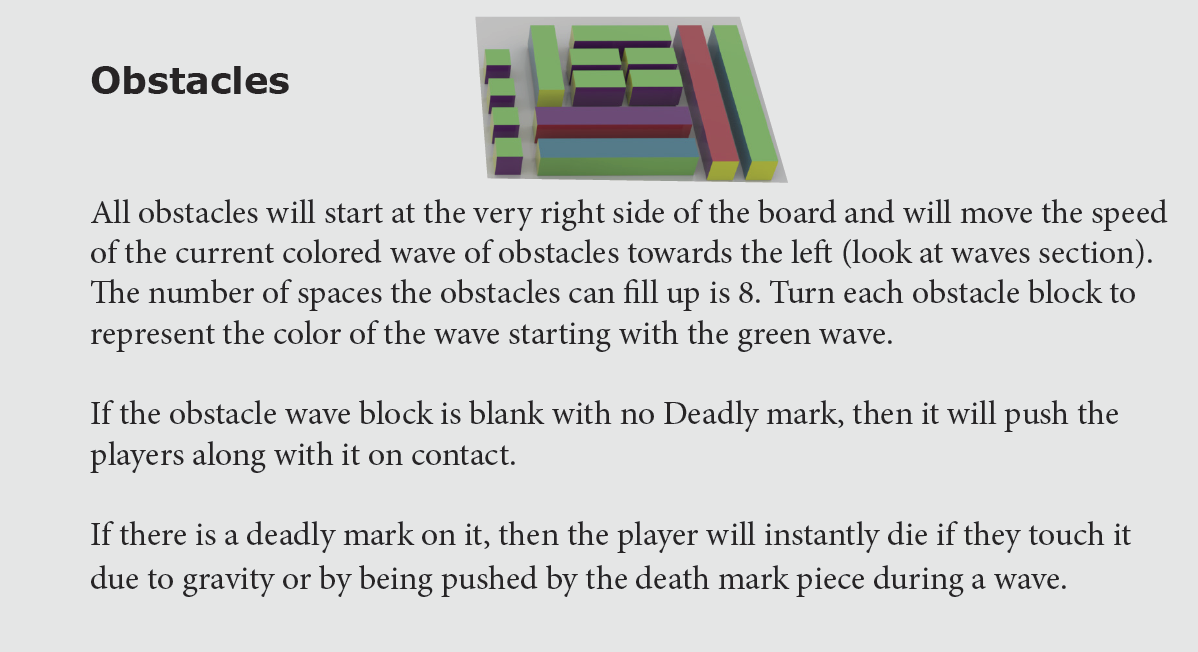 Obstacles
All obstacles will start at the very right side of the board and will move the speed
of the current colored wave of obstacles towards the left (look at waves section).
The number of spaces the obstacles can fill up is 8. Turn each obstacle block to
represent the color of the wave starting with the green wave.
If the obstacle wave block is blank with no Deadly mark, then it will push the
players along with it on contact.
If there is a deadly mark on it, then the player will instantly die if they touch it
due to gravity or by being pushed by the death mark piece during a wave.